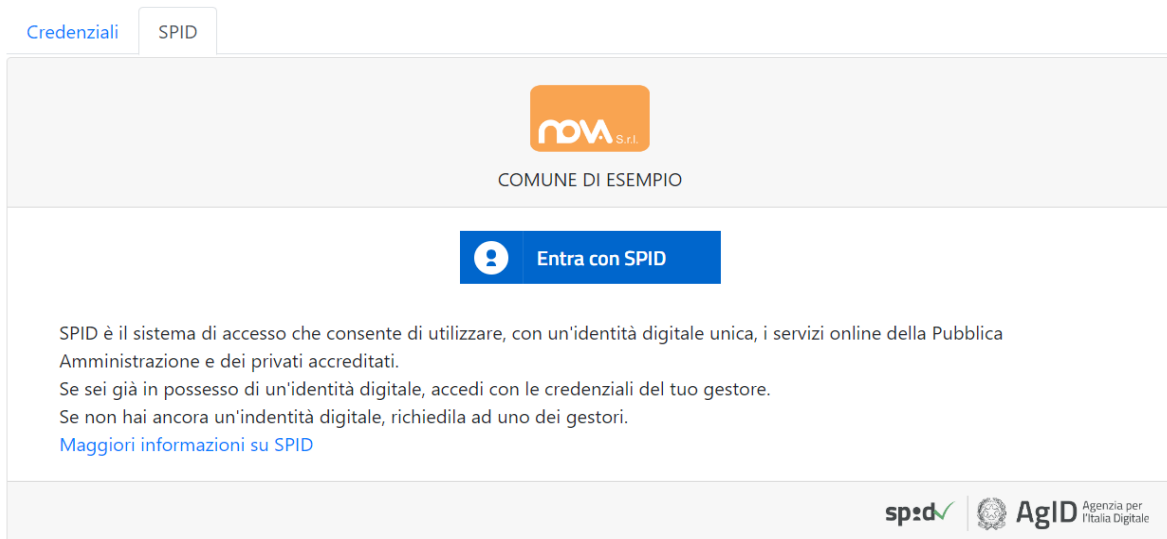 Credenziali SPID
nova S.r.l.
COMUNE DI ESEMPIO
Entra con SPID
SPID è il sistema di accesso che consente di utilizzare, con un'identità digitale unica, i servizi online della Pubblica
Amministrazione e dei privati accreditati.
Se sei già in possesso di un'identità digitale, accedi con le credenziali del tuo gestore.
Se non hai ancora un'indentità digitale, richiedila ad uno dei gestori.
Maggiori informazioni su SPID
spid AgID Agenzia per
l'Italia Digitale